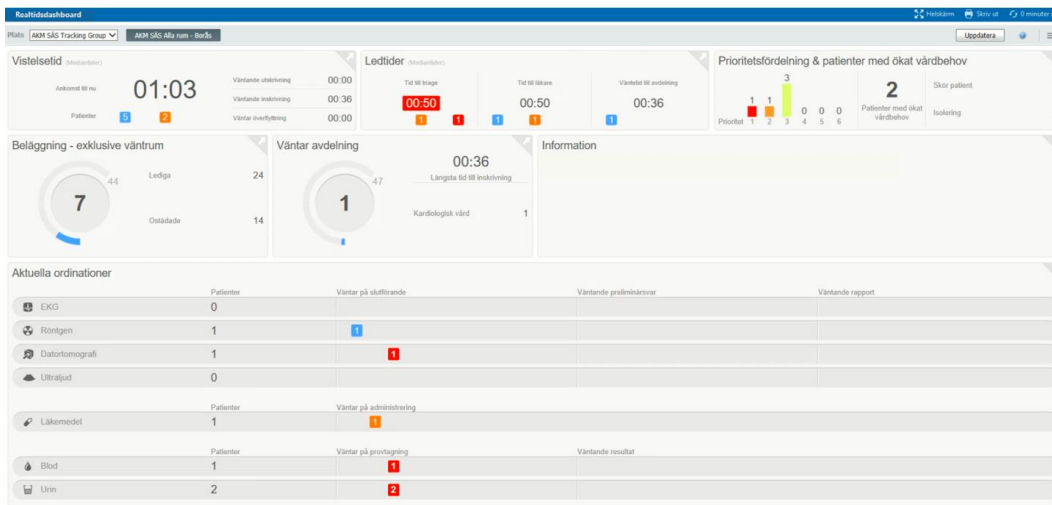 Realtidsdashboard
Helskärm Skriv ut 0 minuter
Plats AKM SÄS Tracking Group AKM SÄS Alla rum - Borås Uppdatera
Vistelsetid (Mediantider)
Ankomst till nu 01:03
Patienter 5 2
Väntande utskrivning 00:00
Väntande inskrivning 00:36
Väntar överflyttning 00:00
Ledtider (Mediantider)
Tid till triage Tid till läkare Väntetid till avdelning
00:50 00:50 00:36
1 1 1 1 1
Prioritetsfördelning & patienter med ökat vårdbehov
3
1 1 0 0 0
Prioritet 1 2 3 4 5 6
2
Patienter med ökat
vårdbehov
Skör patient
Isolering
Beläggning - exklusive väntrum
44
7
Lediga 24
Ostädade 14
Väntar avdelning
47
1
00:36
Längsta tid till inskrivning
Kardiologisk vård 1
Information
Aktuella ordinationer
Patienter Väntar på slutförande Väntande preliminärsvar Väntande rapport
EKG 0
Röntgen 1 1
Datortomografi 1 1
Ultraljud 0
Patienter Väntar på administrering
Läkemedel 1 1
Patienter Väntar på provtagning Väntande resultat
Blod 1 1
Urin 2 2